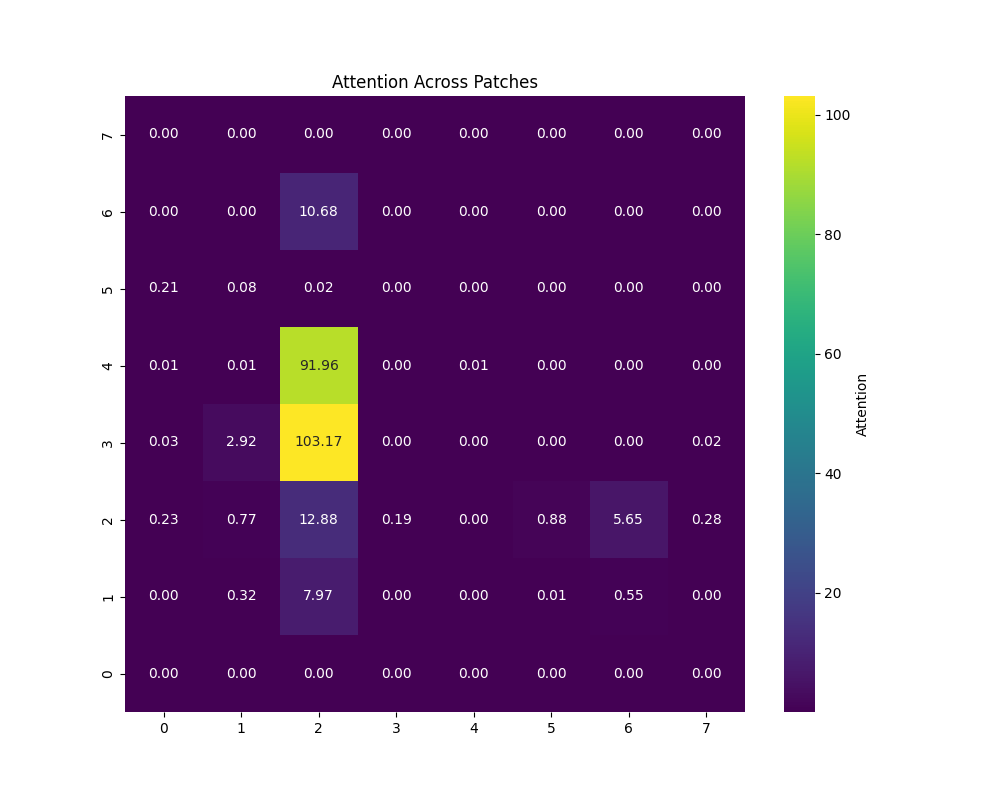 Attention Across Patches
7 0.00 0.00 0.00 0.00 0.00 0.00 0.00 0.00
6 0.00 0.00 10.68 0.00 0.00 0.00 0.00 0.00
5 0.21 0.08 0.02 0.00 0.00 0.00 0.00 0.00
4 0.01 0.01 91.96 0.00 0.01 0.00 0.00 0.00
3 0.03 2.92 103.17 0.00 0.00 0.00 0.00 0.02
2 0.23 0.77 12.88 0.19 0.00 0.88 5.65 0.28
1 0.00 0.32 7.97 0.00 0.00 0.01 0.55 0.00
0 0.00 0.00 0.00 0.00 0.00 0.00 0.00 0.00
0 1 2 3 4 5 6 7
100
80
60
40
20
Attention